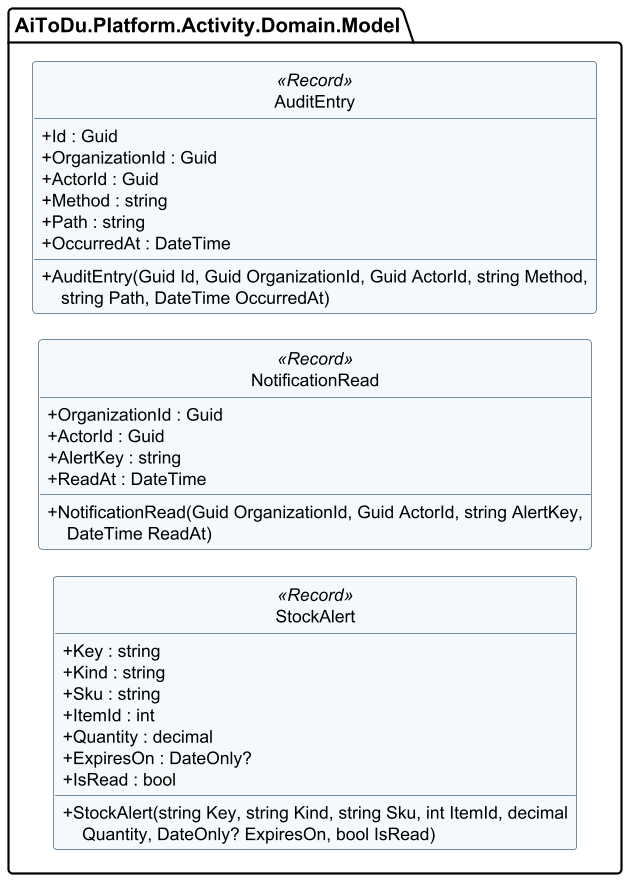 AiToDu.Platform.Activity.Domain.Model
«Record»
AuditEntry
+Id : Guid
+OrganizationId : Guid
+ActorId : Guid
+Method : string
+Path : string
+OccurredAt : DateTime
+AuditEntry(Guid Id, Guid OrganizationId, Guid ActorId, string Method,
string Path, DateTime OccurredAt)
«Record»
NotificationRead
+OrganizationId : Guid
+ActorId : Guid
+AlertKey : string
+ReadAt : DateTime
+NotificationRead(Guid OrganizationId, Guid ActorId, string AlertKey,
DateTime ReadAt)
«Record»
StockAlert
+Key : string
+Kind : string
+Sku : string
+ItemId : int
+Quantity : decimal
+ExpiresOn : DateOnly?
+IsRead : bool
+StockAlert(string Key, string Kind, string Sku, int ItemId, decimal
Quantity, DateOnly? ExpiresOn, bool IsRead)